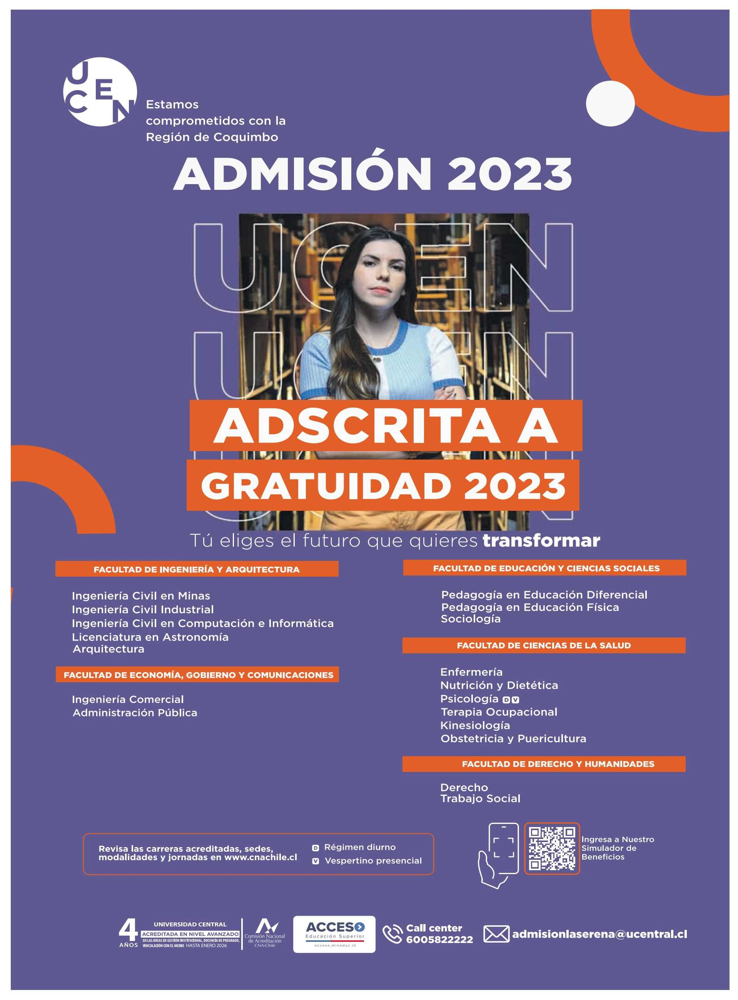 UCEN
Estamos
comprometidos con la
Región de Coquimbo
ADMISIÓN 2023
UCEN
UCEN
ADSCRITA A
GRATUIDAD 2023
Tú eliges el futuro que quieres transformar
FACULTAD DE INGENIERÍA Y ARQUITECTURA
Ingeniería Civil en Minas
Ingeniería Civil Industrial
Ingeniería Civil en Computación e Informática
Licenciatura en Astronomía
Arquitectura
FACULTAD DE ECONOMÍA, GOBIERNO Y COMUNICACIONES
Ingeniería Comercial
Administración Pública
FACULTAD DE EDUCACIÓN Y CIENCIAS SOCIALES
Pedagogía en Educación Diferencial
Pedagogía en Educación Física
Sociología
FACULTAD DE CIENCIAS DE LA SALUD
Enfermería
Nutrición y Dietética
Psicología D V
Terapia Ocupacional
Kinesiología
Obstetricia y Puericultura
FACULTAD DE DERECHO Y HUMANIDADES
Derecho
Trabajo Social
Revisa las carreras acreditadas, sedes,
modalidades y jornadas en www.cnachile.cl
D Régimen diurno
V Vespertino presencial
Ingresa a Nuestro
Simulador de
Beneficios
4
AÑOS
UNIVERSIDAD CENTRAL
ACREDITADA EN NIVEL AVANZADO
EN LAS ÁREAS DE GESTIÓN INSTITUCIONAL, DOCENCIA DE PREGRADO,
VINCULACIÓN CON EL MEDIO HASTA ENERO 2026
Comisión Nacional
de Acreditación
CNA-Chile
ACCESO
Educación Superior
acceso.mineduc.cl
Call center
6005822222
admisionlaserena@ucentral.cl